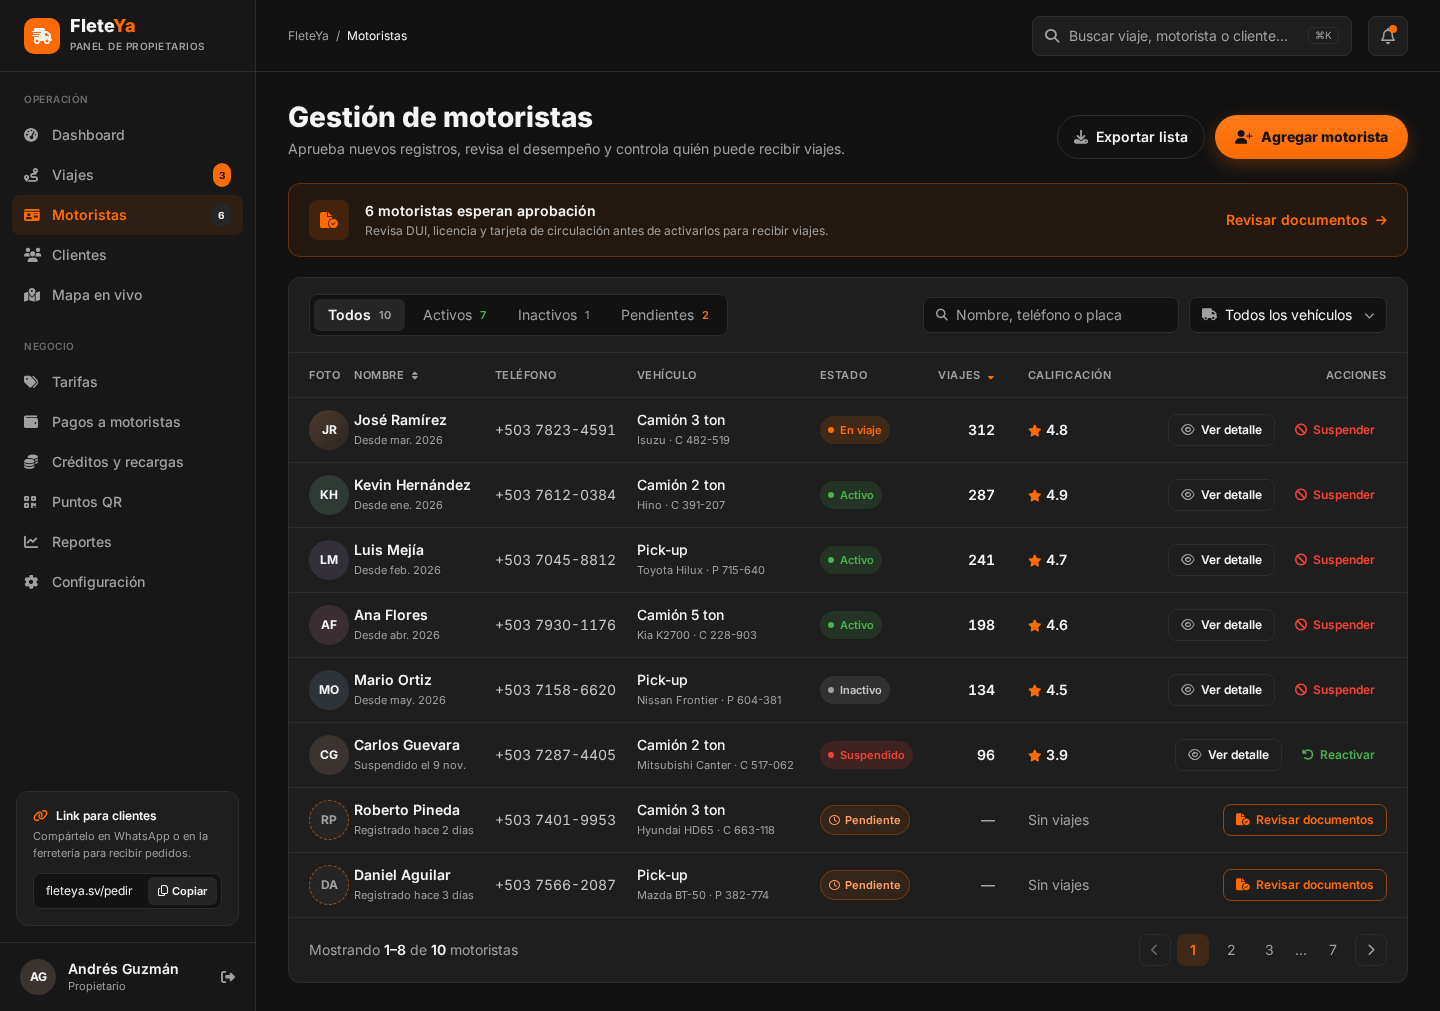 FleteYa
PANEL DE PROPIETARIOS
OPERACIÓN
Dashboard
Viajes 3
Motoristas 6
Clientes
Mapa en vivo
NEGOCIO
Tarifas
Pagos a motoristas
Créditos y recargas
Puntos QR
Reportes
Configuración
Link para clientes
Compártelo en WhatsApp o en la
ferretería para recibir pedidos.
fleteya.sv/pedir Copiar
AG Andrés Guzmán
Propietario
FleteYa / Motoristas
Buscar viaje, motorista o cliente... ⌘K
Gestión de motoristas
Aprueba nuevos registros, revisa el desempeño y controla quién puede recibir viajes.
Exportar lista
Agregar motorista
6 motoristas esperan aprobación
Revisa DUI, licencia y tarjeta de circulación antes de activarlos para recibir viajes.
Revisar documentos →
Todos 10 Activos 7 Inactivos 1 Pendientes 2
Nombre, teléfono o placa
Todos los vehículos
FOTO NOMBRE TELÉFONO VEHÍCULO ESTADO VIAJES CALIFICACIÓN ACCIONES
JR José Ramírez +503 7823-4591 Camión 3 ton En viaje 312 4.8 Ver detalle Suspender
Desde mar. 2026 Isuzu · C 482-519
KH Kevin Hernández +503 7612-0384 Camión 2 ton Activo 287 4.9 Ver detalle Suspender
Desde ene. 2026 Hino · C 391-207
LM Luis Mejía +503 7045-8812 Pick-up Activo 241 4.7 Ver detalle Suspender
Desde feb. 2026 Toyota Hilux · P 715-640
AF Ana Flores +503 7930-1176 Camión 5 ton Activo 198 4.6 Ver detalle Suspender
Desde abr. 2026 Kia K2700 · C 228-903
MO Mario Ortiz +503 7158-6620 Pick-up Inactivo 134 4.5 Ver detalle Suspender
Desde may. 2026 Nissan Frontier · P 604-381
CG Carlos Guevara +503 7287-4405 Camión 2 ton Suspendido 96 3.9 Ver detalle Reactivar
Suspendido el 9 nov. Mitsubishi Canter · C 517-062
RP Roberto Pineda +503 7401-9953 Camión 3 ton Pendiente — Sin viajes Revisar documentos
Registrado hace 2 días Hyundai HD65 · C 663-118
DA Daniel Aguilar +503 7566-2087 Pick-up Pendiente — Sin viajes Revisar documentos
Registrado hace 3 días Mazda BT-50 · P 382-774
Mostrando 1–8 de 10 motoristas
1 2 3 ... 7